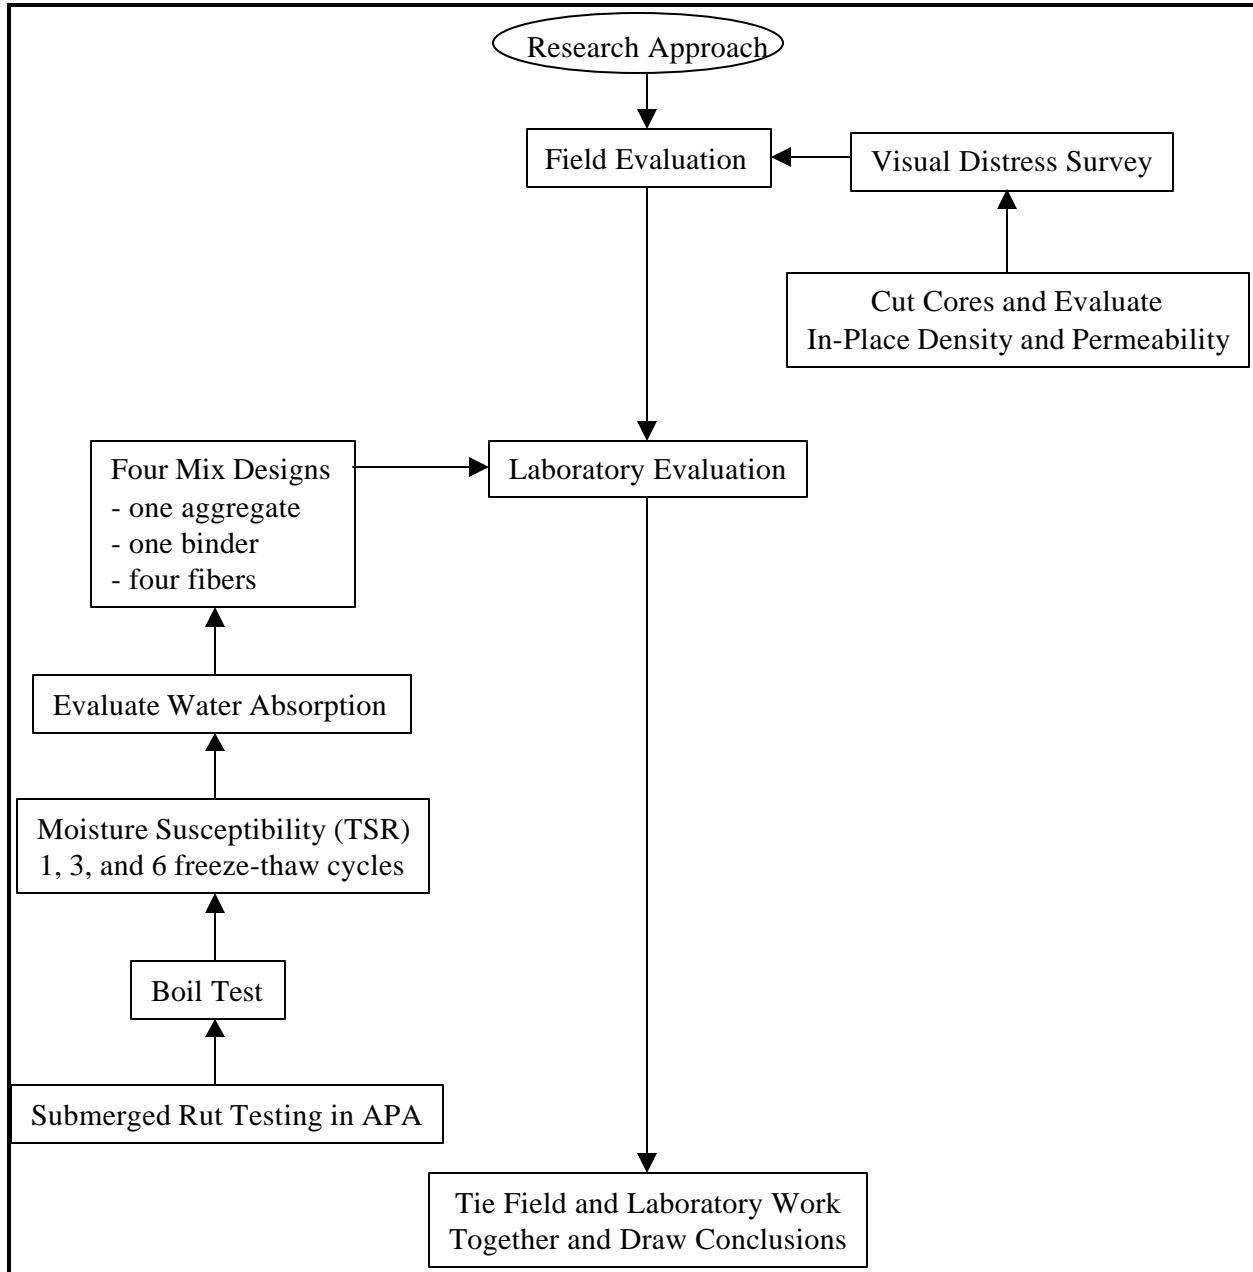 Research Approach
Field Evaluation
Visual Distress Survey
Cut Cores and Evaluate
In-Place Density and Permeability
Four Mix Designs
- one aggregate
- one binder
- four fibers
Laboratory Evaluation
Evaluate Water Absorption
Moisture Susceptibility (TSR)
1, 3, and 6 freeze-thaw cycles
Boil Test
Submerged Rut Testing in APA
Tie Field and Laboratory Work
Together and Draw Conclusions